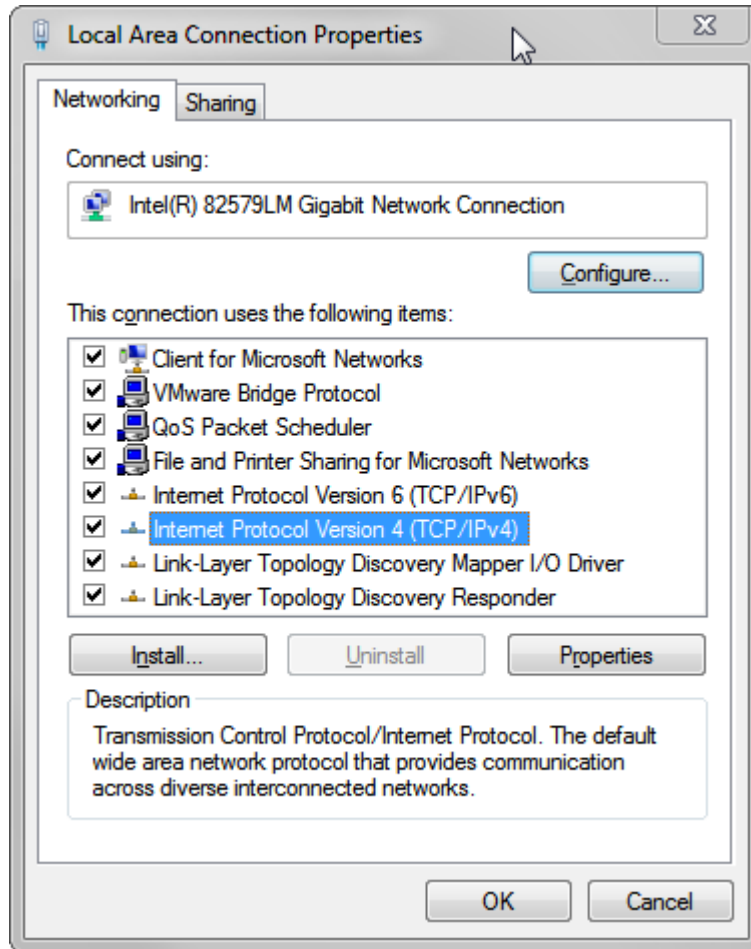 Local Area Connection Properties
Networking
Sharing
Connect using:
Intel(R) 82579LM Gigabit Network Connection
Configure...
This connection uses the following items:
Client for Microsoft Networks
VMware Bridge Protocol
QoS Packet Scheduler
File and Printer Sharing for Microsoft Networks
Internet Protocol Version 6 (TCP/IPv6)
Internet Protocol Version 4 (TCP/IPv4)
Link-Layer Topology Discovery Mapper I/O Driver
Link-Layer Topology Discovery Responder
Install...
Uninstall
Properties
Description
Transmission Control Protocol/Internet Protocol. The default
wide area network protocol that provides communication
across diverse interconnected networks.
OK
Cancel